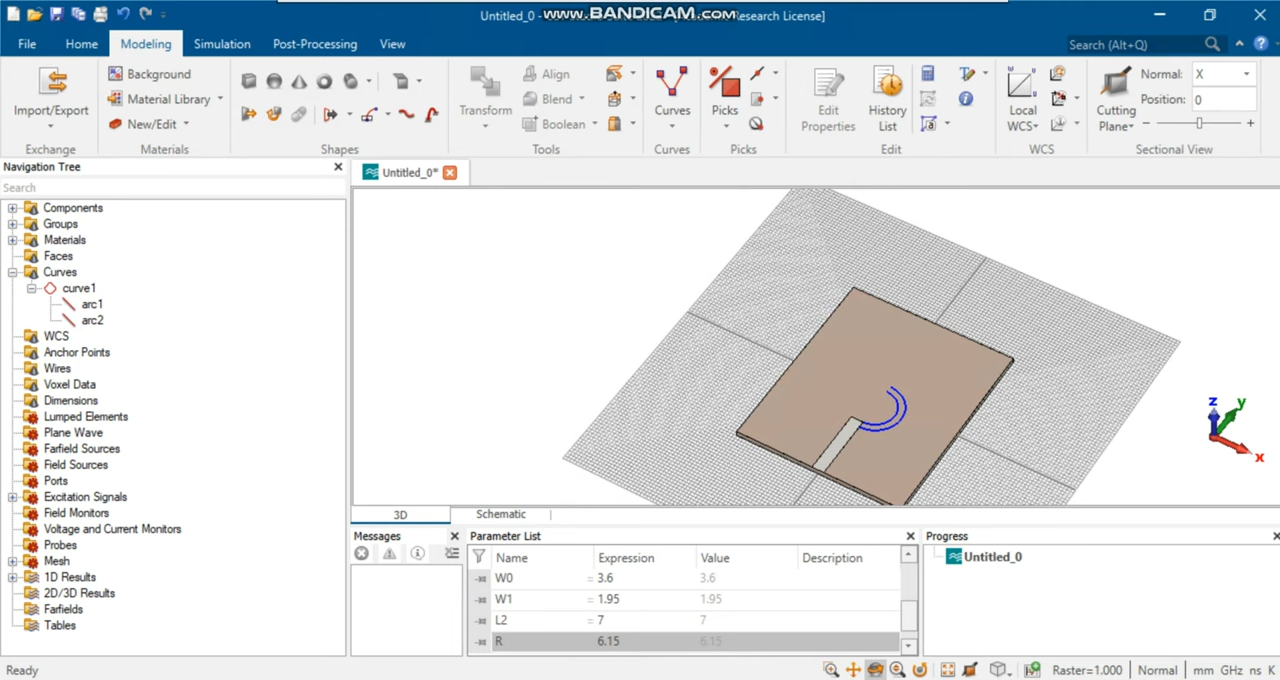 Untitled_0 -
www.BANDICAM.com
Research License]
File
Home
Modeling
Simulation
Post-Processing
View
Search (Alt+Q)
Import/Export
Exchange
Background
Material Library
New/Edit
Materials
Shapes
Transform
Align
Blend
Boolean
Tools
Curves
Curves
Picks
Picks
Edit
Properties
History
List
Edit
Local
WCS
WCS
Cutting
Plane
Normal: X
Position: 0
Sectional View
Navigation Tree
Search
Components
Groups
Materials
Faces
Curves
curve1
arc1
arc2
WCS
Anchor Points
Wires
Voxel Data
Dimensions
Lumped Elements
Plane Wave
Farfield Sources
Field Sources
Ports
Excitation Signals
Field Monitors
Voltage and Current Monitors
Probes
Mesh
1D Results
2D/3D Results
Farfields
Tables
Untitled_0*
z
y
x
3D
Schematic
Messages
Parameter List
Name Expression Value Description
W0 = 3.6 3.6
W1 = 1.95 1.95
L2 = 7 7
R 6.15 6.15
Progress
Untitled_0
Ready
Raster=1.000
Normal
mm GHz ns K